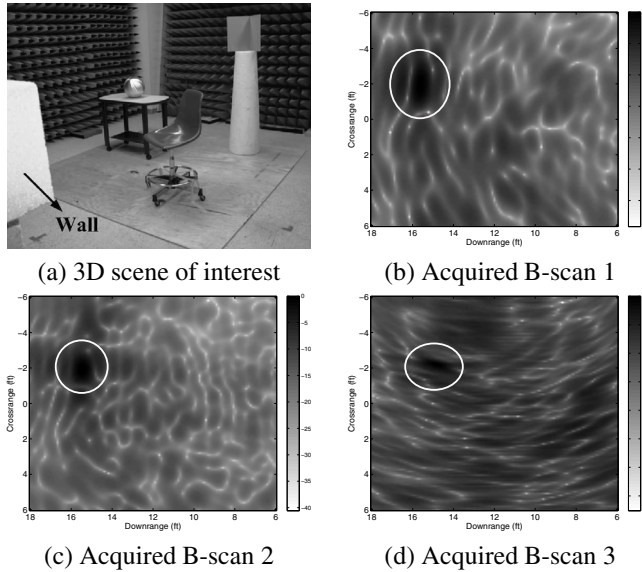 Wall
(a) 3D scene of interest
−6
−4
−2
0
2
4
6
Crossrange (ft)
18 16 14 12 10 8 6
Downrange (ft)
(b) Acquired B-scan 1
−6
−4
−2
0
2
4
6
Crossrange (ft)
18 16 14 12 10 8 6
Downrange (ft)
0
−5
−10
−15
−20
−25
−30
−35
−40
(c) Acquired B-scan 2
−6
−4
−2
0
2
4
6
Crossrange (ft)
18 16 14 12 10 8 6
Downrange (ft)
(d) Acquired B-scan 3